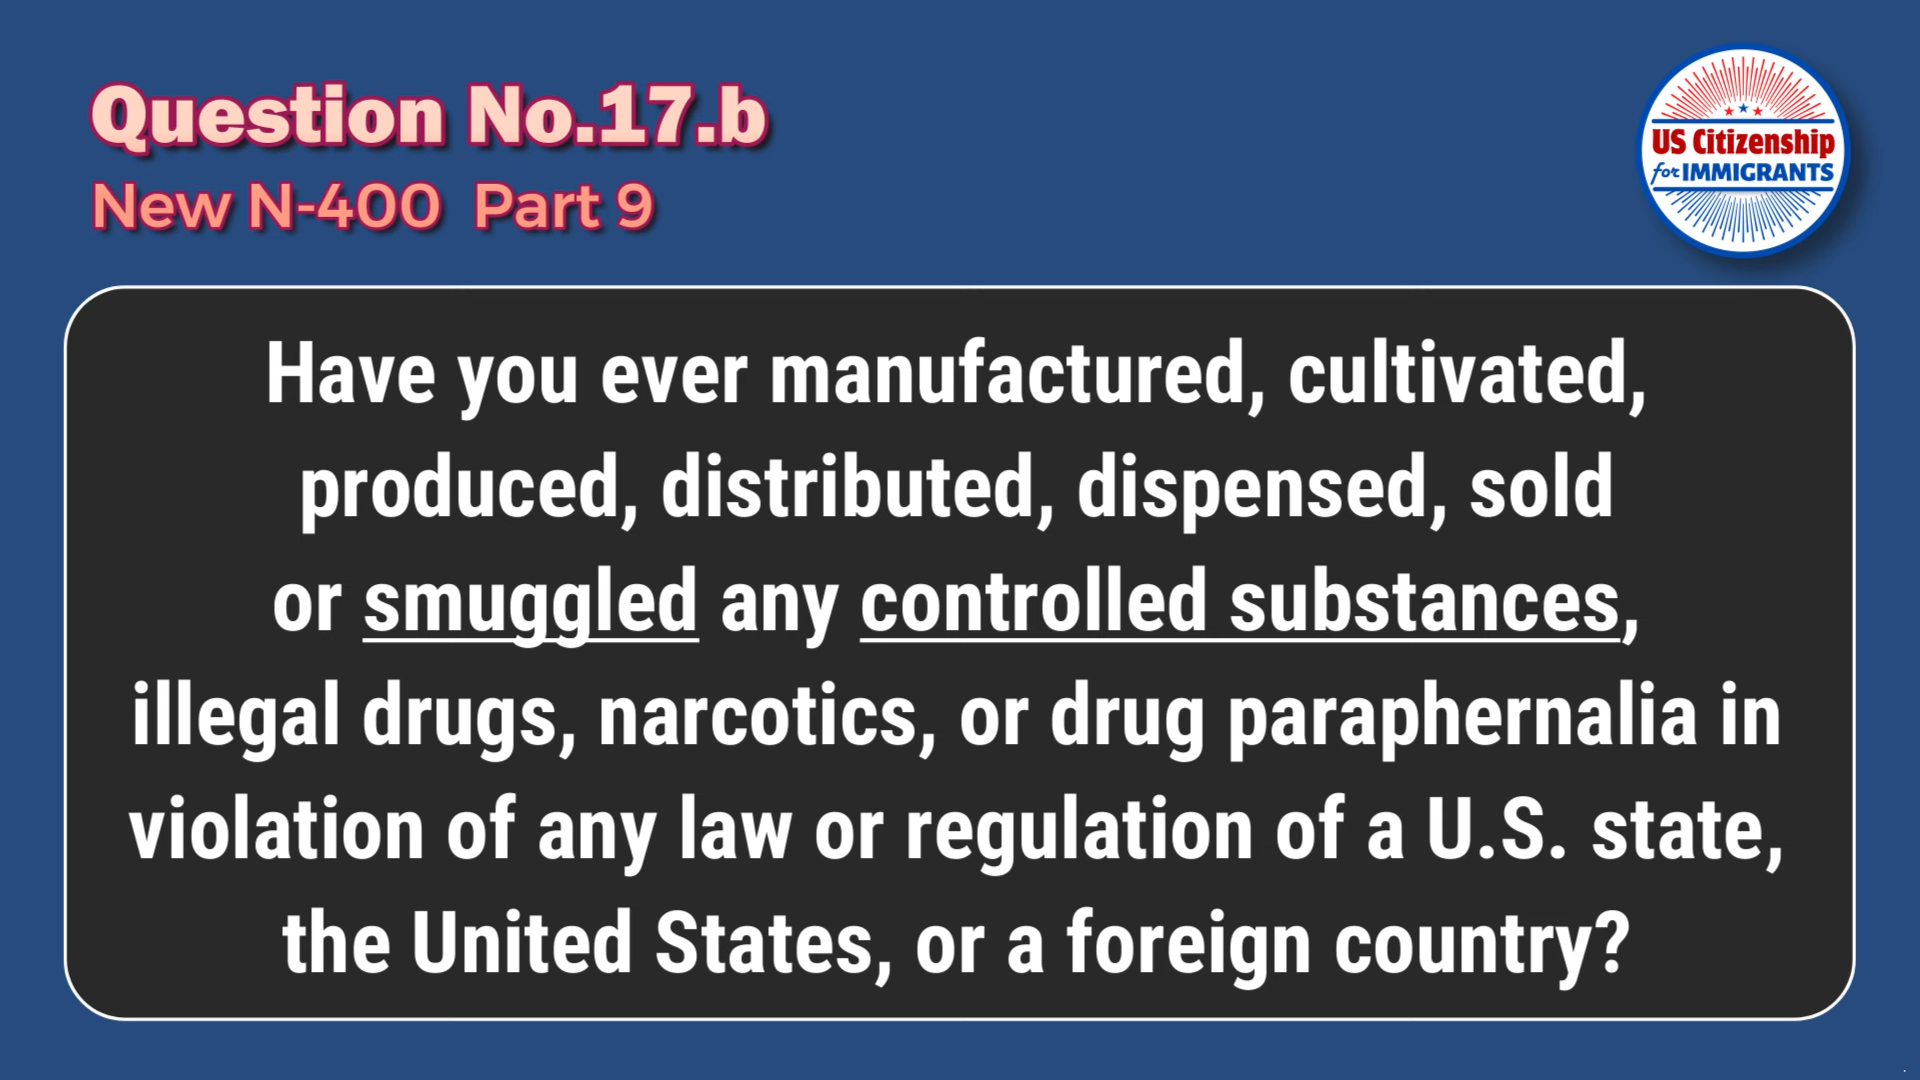 Question No.17.b
New N-400 Part 9
US Citizenship
for IMMIGRANTS
Have you ever manufactured, cultivated,
produced, distributed, dispensed, sold
or smuggled any controlled substances,
illegal drugs, narcotics, or drug paraphernalia in
violation of any law or regulation of a U.S. state,
the United States, or a foreign country?